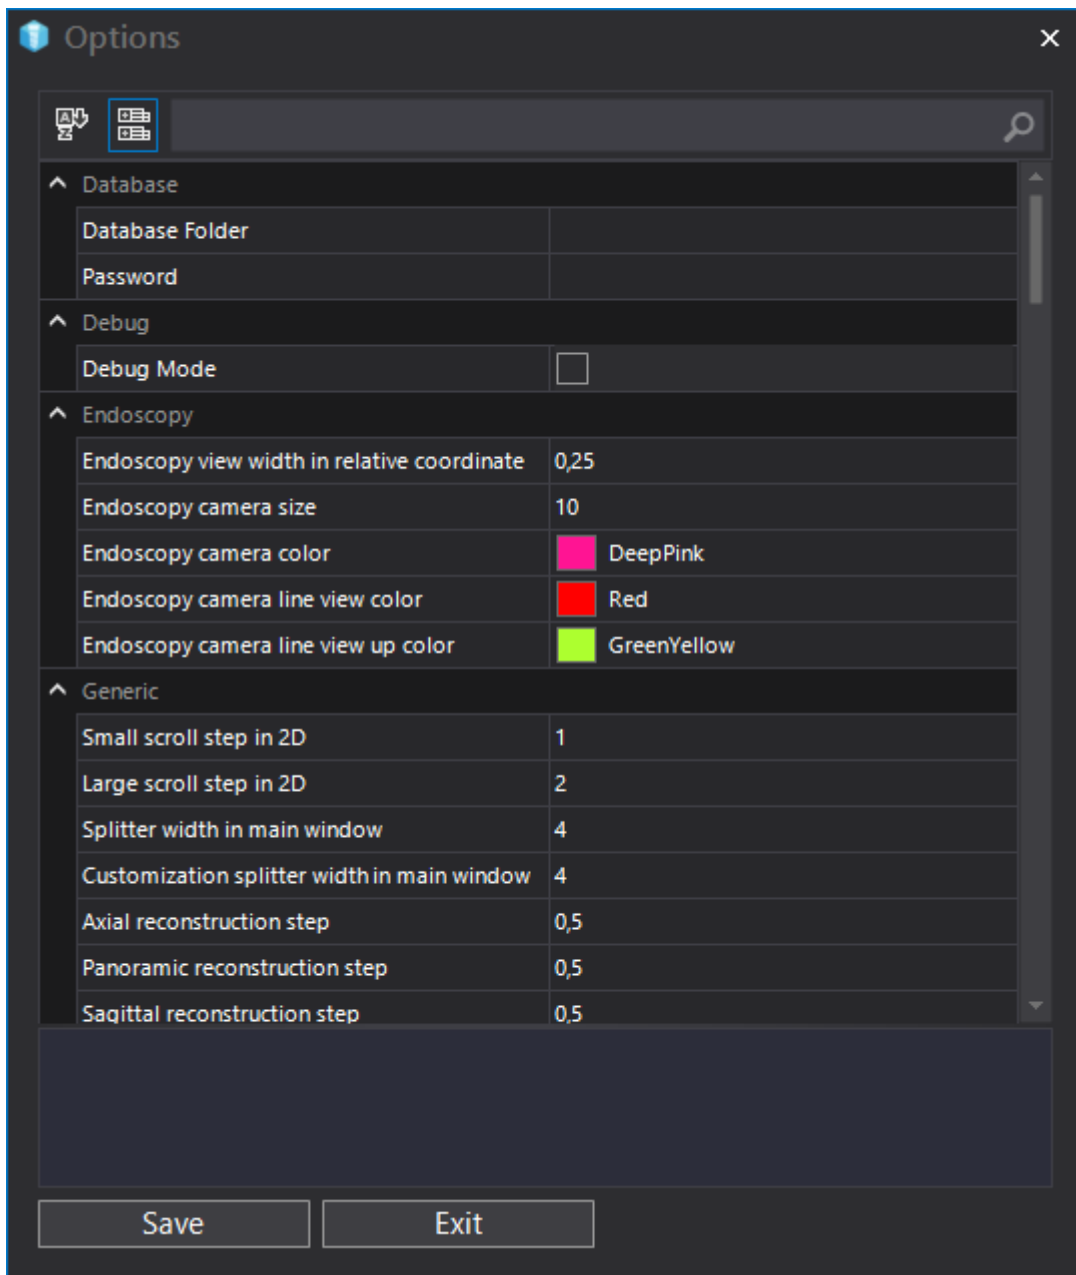 Options
Database
Database Folder
Password
Debug
Debug Mode
Endoscopy
Endoscopy view width in relative coordinate 0,25
Endoscopy camera size 10
Endoscopy camera color DeepPink
Endoscopy camera line view color Red
Endoscopy camera line view up color GreenYellow
Generic
Small scroll step in 2D 1
Large scroll step in 2D 2
Splitter width in main window 4
Customization splitter width in main window 4
Axial reconstruction step 0,5
Panoramic reconstruction step 0,5
Sagittal reconstruction step 0,5
Save Exit